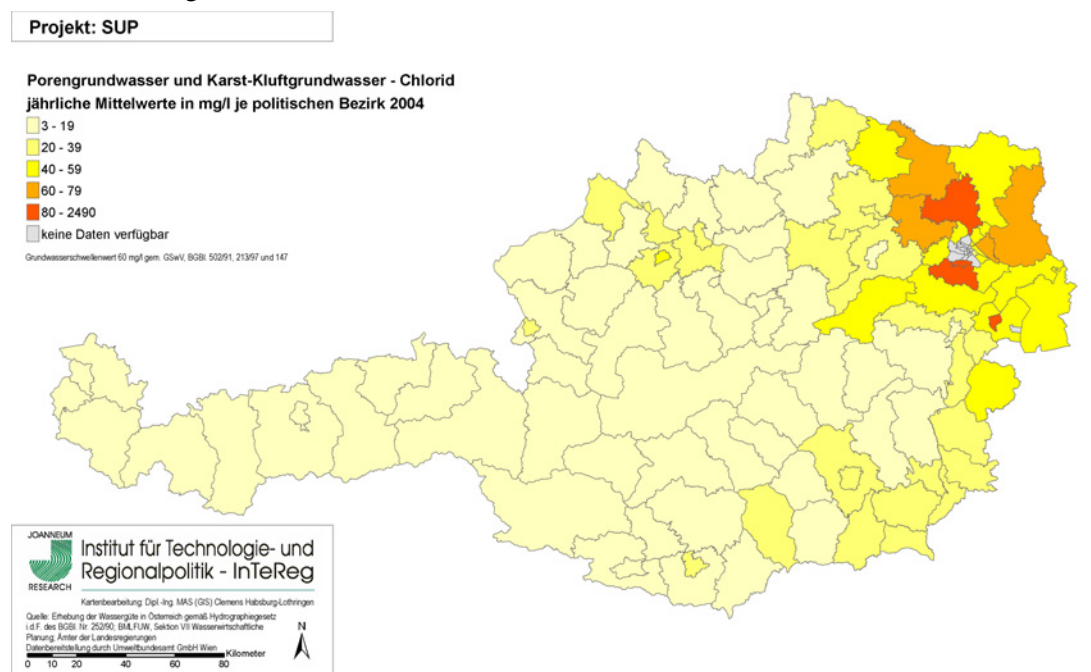 Projekt: SUP
Porengrundwasser und Karst-Kluftgrundwasser - Chlorid
jährliche Mittelwerte in mg/l je politischen Bezirk 2004
3 - 19
20 - 39
40 - 59
60 - 79
80 - 2490
keine Daten verfügbar
Grundwasserschwellenwert 60 mg/l gem. GSwV, BGBl. 502/91, 213/97 und 147
JOANNEUM
RESEARCH
Institut für Technologie- und
Regionalpolitik - InTeReg
Kartenbearbeitung: Dipl.-Ing. MAS (GIS) Clemens Habsburg-Lothringen
Quelle: Erhebung der Wassergüte in Österreich gemäß Hydrographiegesetz
i.d.F. des BGBl. Nr. 252/90; BMLFUW, Sektion VII Wasserwirtschaftliche
Planung; Ämter der Landesregierungen
Datenbereitstellung durch Umweltbundesamt GmbH Wien
N
Kilometer
0 10 20 40 60 80